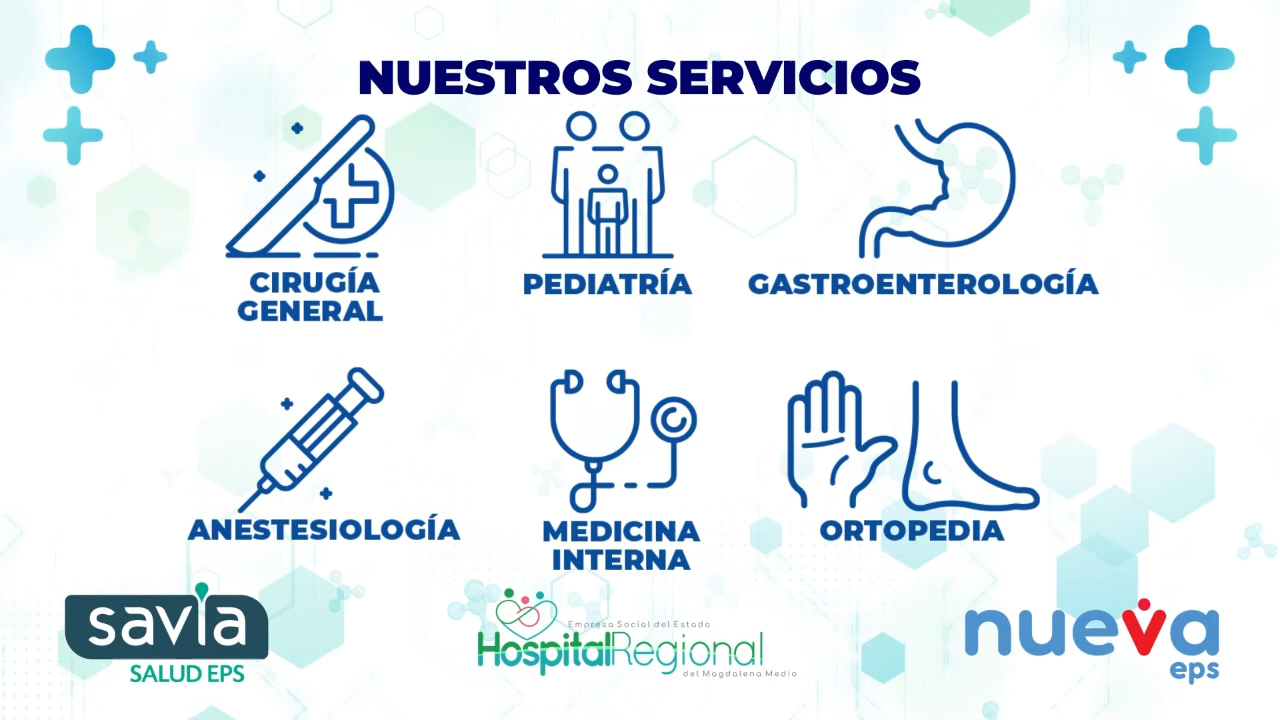 NUESTROS SERVICIOS
CIRUGÍA
GENERAL
PEDIATRÍA
GASTROENTEROLOGÍA
ANESTESIOLOGÍA
MEDICINA
INTERNA
ORTOPEDIA
savia
SALUD EPS
Empresa Social del Estado
HospitalRegional
del Magdalena Medio
nueva
eps